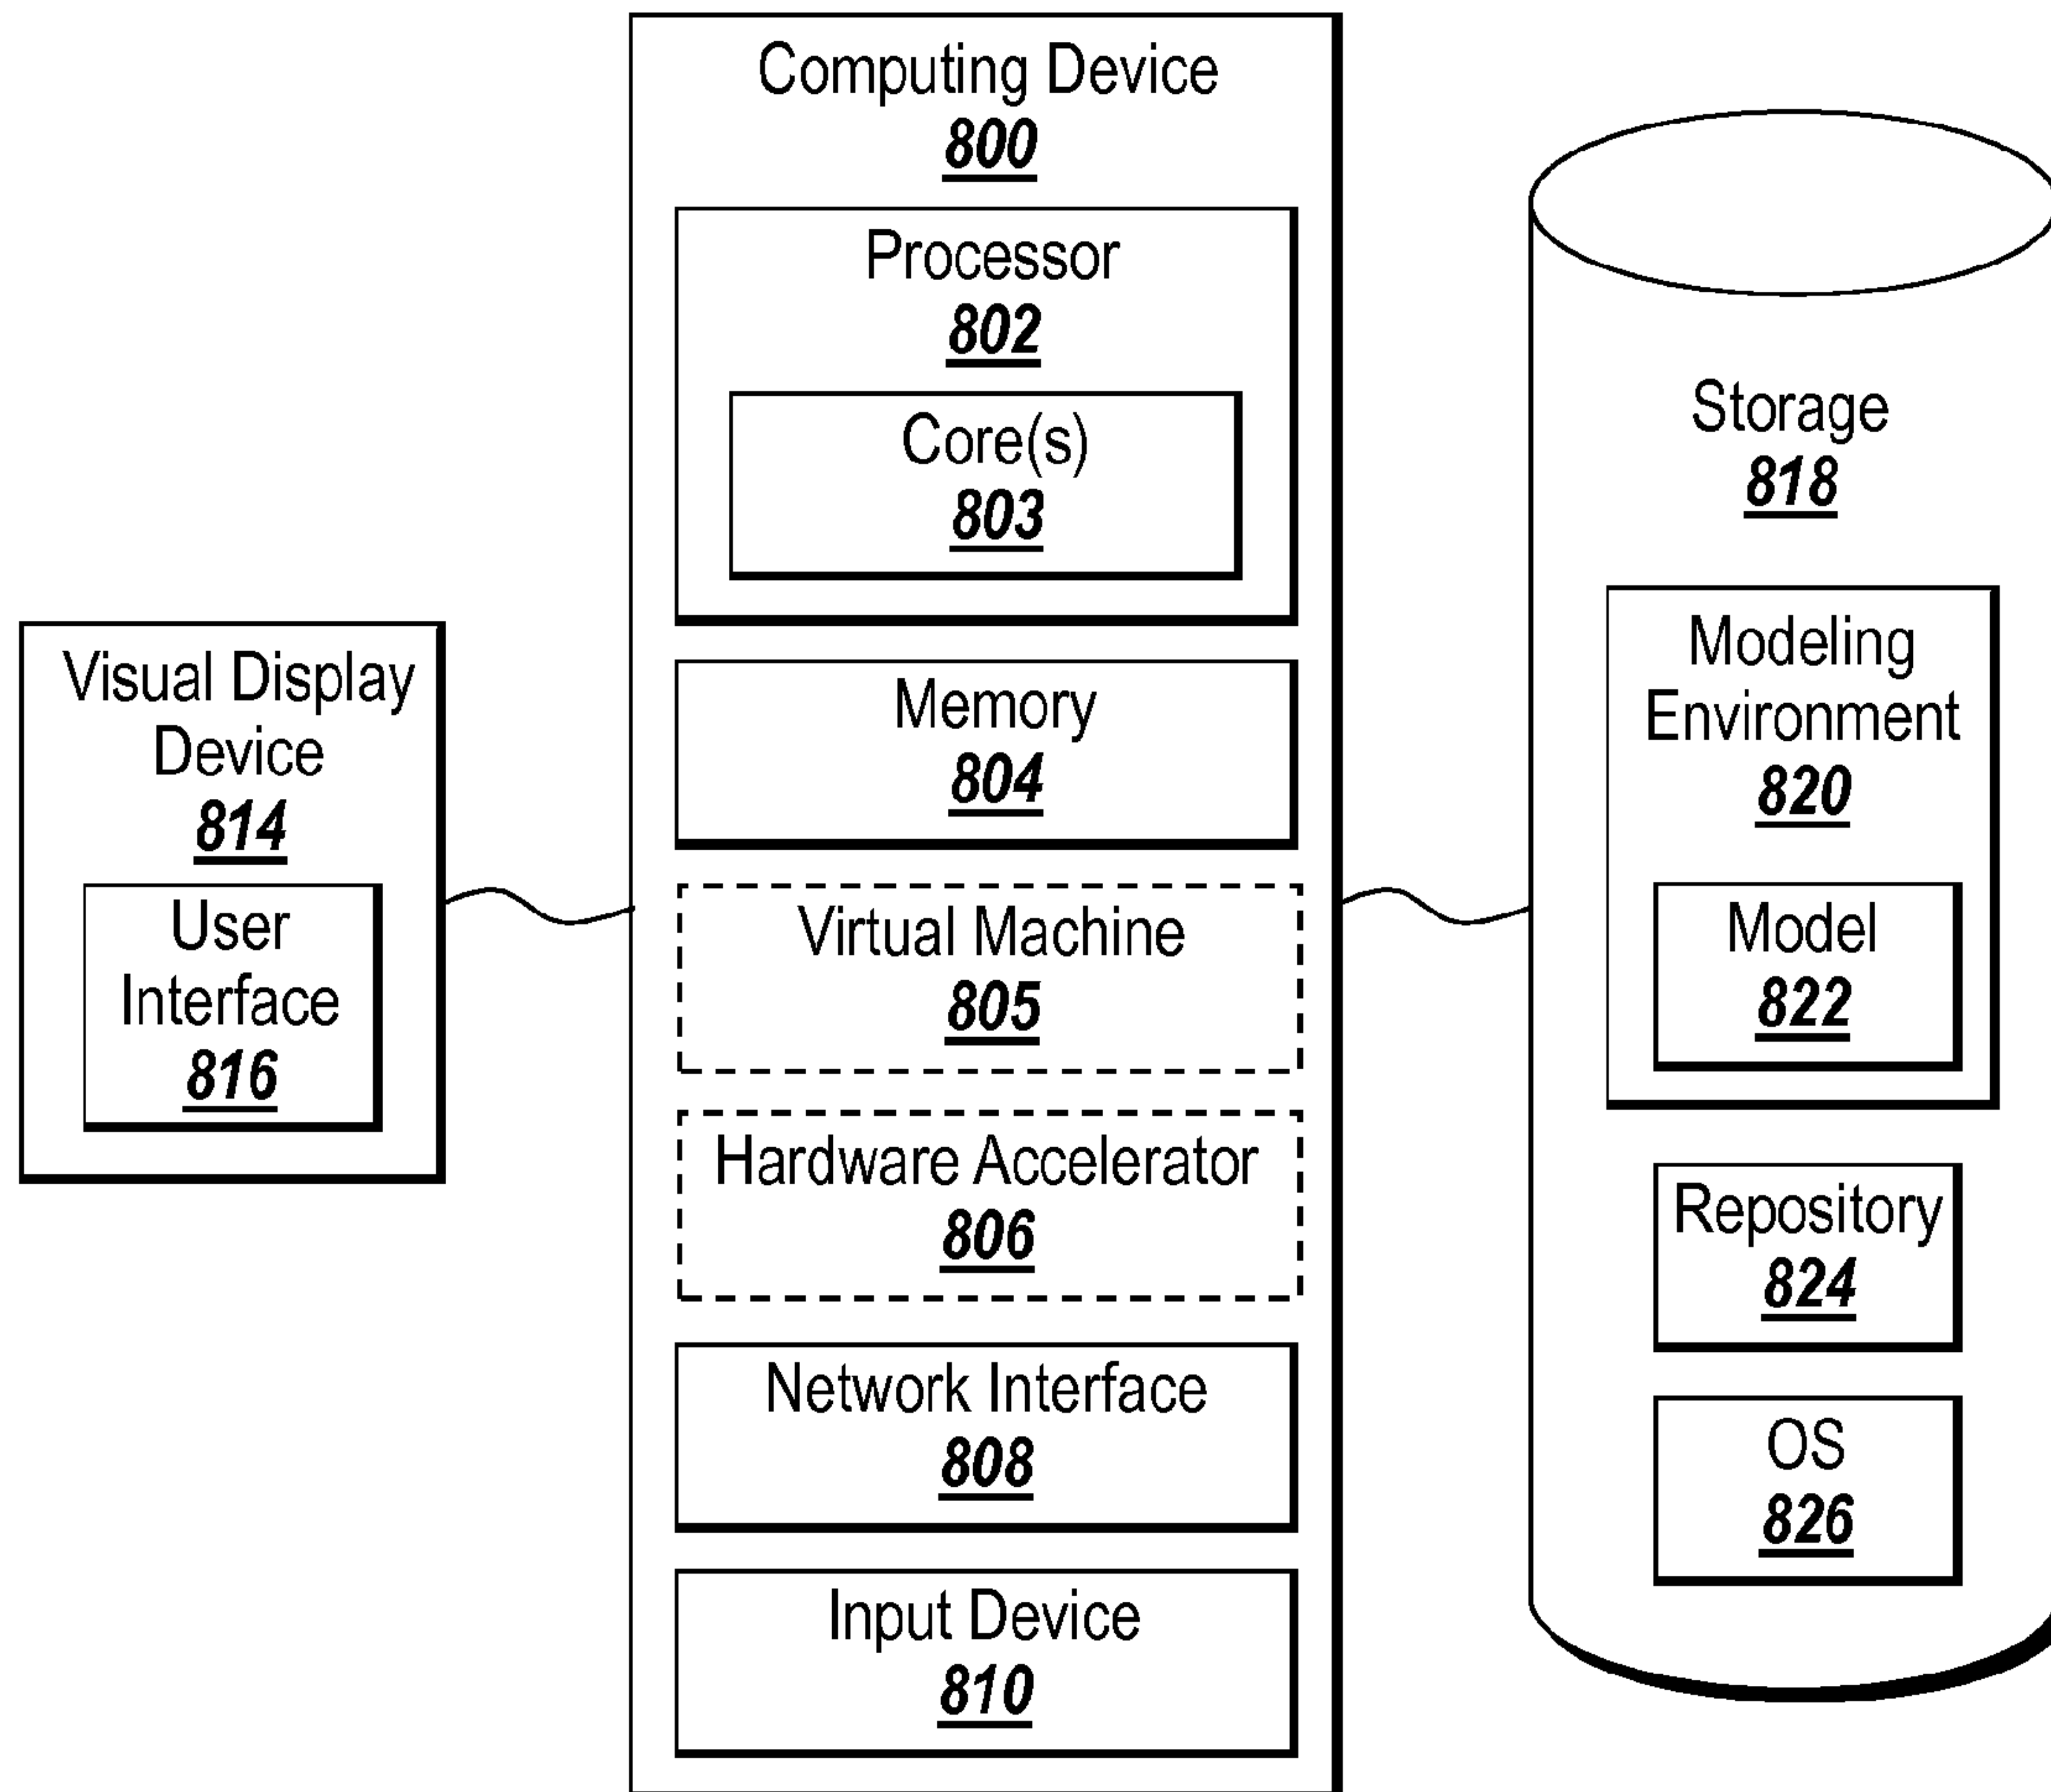 Computing Device
800
Processor
802
Core(s)
803
Memory
804
Virtual Machine
805
Hardware Accelerator
806
Network Interface
808
Input Device
810
Visual Display
Device
814
User
Interface
816
Storage
818
Modeling
Environment
820
Model
822
Repository
824
OS
826